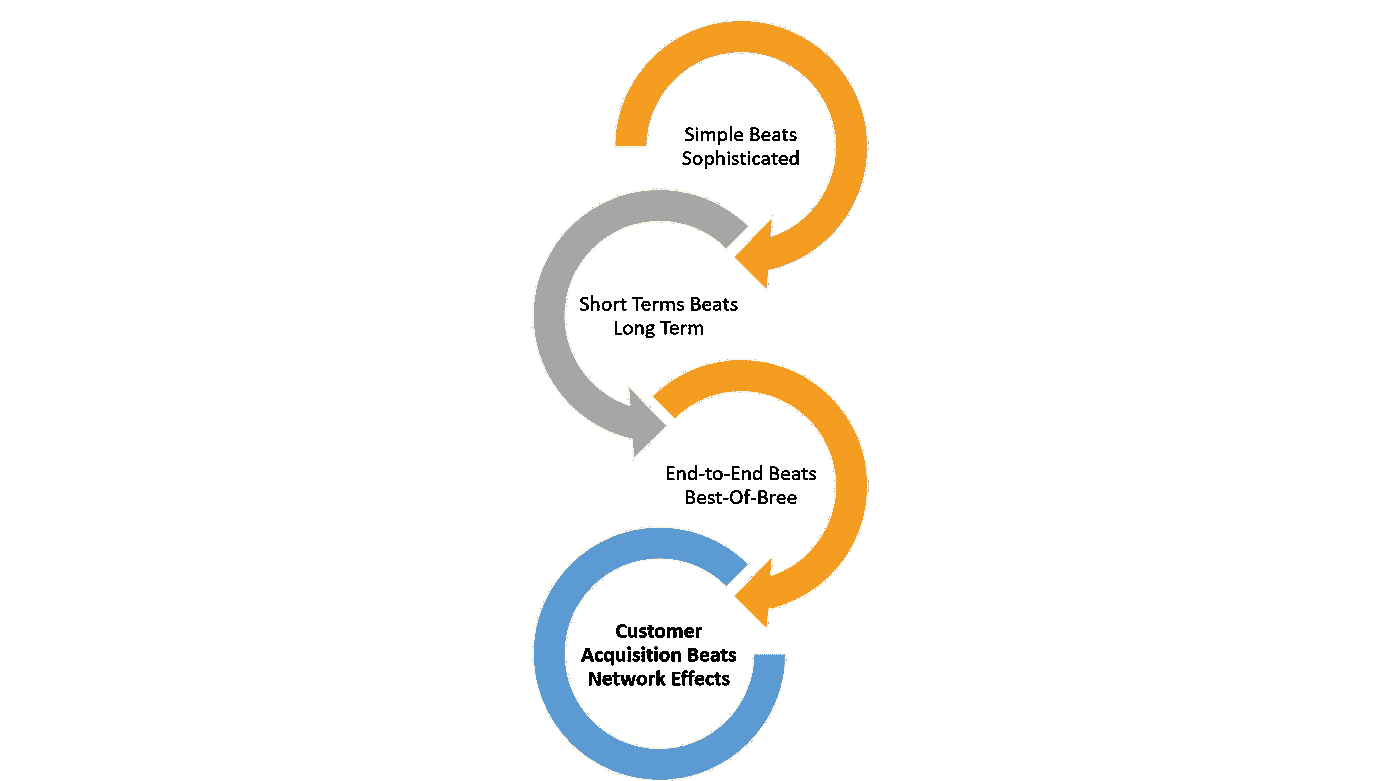 Simple Beats
Sophisticated
Short Terms Beats
Long Term
End-to-End Beats
Best-Of-Bree
Customer
Acquisition Beats
Network Effects